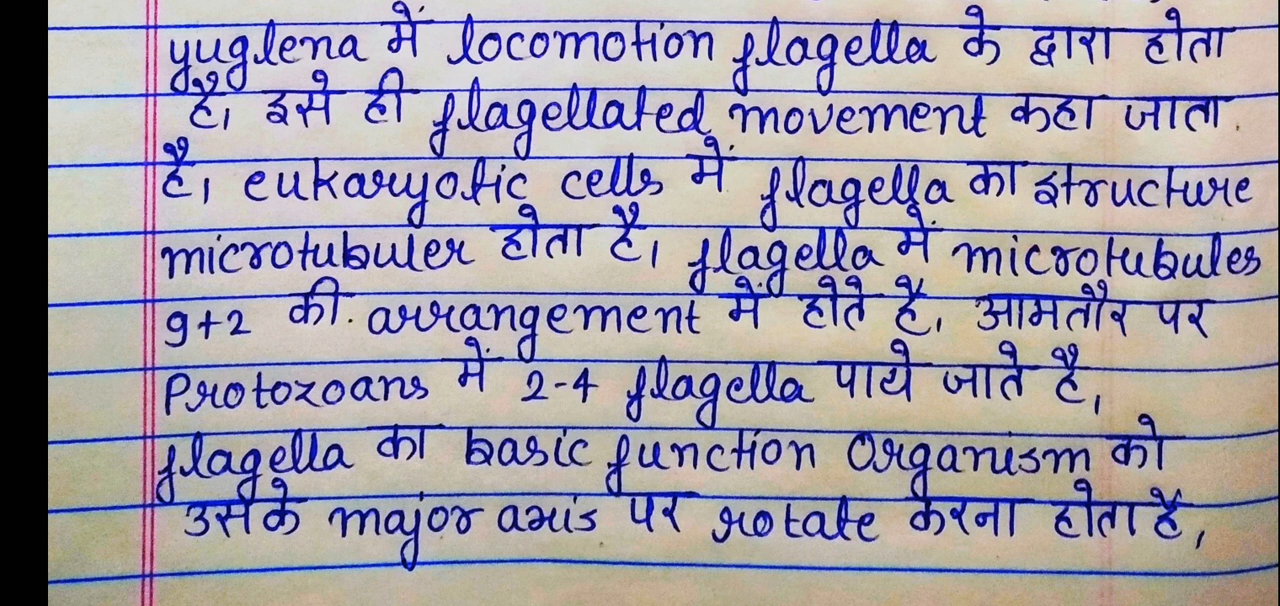 yuglena में locomotion flagella के द्वारा होता
है, इसे ही flagellated movement कहा जाता
है, eukaryotic cells में flagella का structure
microtubuler होता है, flagella में microtubules
9+2 की arrangement में होते है, आमतौर पर
Protozoans में 2-4 flagella पाये जाते है,
flagella का basic function Organism को
उसके major axis पर rotate करना होता है,